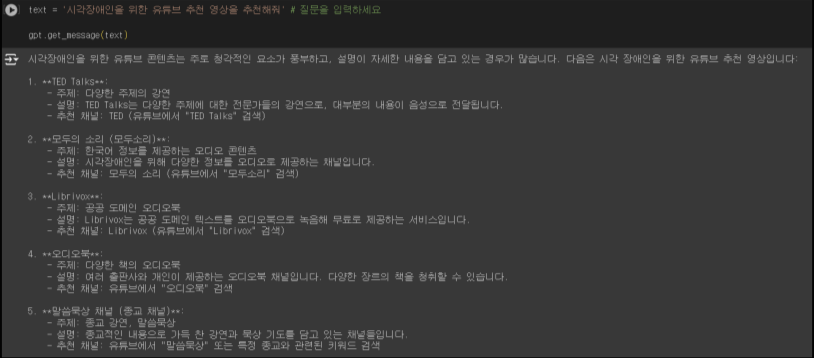 text = '시각장애인을 위한 유튜브 추천 영상을 추천해줘' # 질문을 입력하세요
gpt.get_message(text)
시각장애인을 위한 유튜브 콘텐츠는 주로 청각적인 요소가 풍부하고, 설명이 자세한 내용을 담고 있는 경우가 많습니다. 다음은 시각 장애인을 위한 유튜브 추천 영상입니다:
1. **TED Talks**:
- 주제: 다양한 주제의 강연
- 설명: TED Talks는 다양한 주제에 대한 전문가들의 강연으로, 대부분의 내용이 음성으로 전달됩니다.
- 추천 채널: TED (유튜브에서 "TED Talks" 검색)
2. **모두의 소리 (모두소리)**:
- 주제: 한국어 정보를 제공하는 오디오 콘텐츠
- 설명: 시각장애인을 위해 다양한 정보를 오디오로 제공하는 채널입니다.
- 추천 채널: 모두의 소리 (유튜브에서 "모두소리" 검색)
3. **Librivox**:
- 주제: 공공 도메인 오디오북
- 설명: Librivox는 공공 도메인 텍스트를 오디오북으로 녹음해 무료로 제공하는 서비스입니다.
- 추천 채널: Librivox (유튜브에서 "Librivox" 검색)
4. **오디오북**:
- 주제: 다양한 책의 오디오북
- 설명: 여러 출판사와 개인이 제공하는 오디오북 채널입니다. 다양한 장르의 책을 청취할 수 있습니다.
- 추천 채널: 유튜브에서 "오디오북" 검색
5. **말씀묵상 채널 (종교 채널)**:
- 주제: 종교 강연, 말씀묵상
- 설명: 종교적인 내용으로 가득 찬 강연과 묵상 기도를 담고 있는 채널들입니다.
- 추천 채널: 유튜브에서 "말씀묵상" 또는 특정 종교와 관련된 키워드 검색